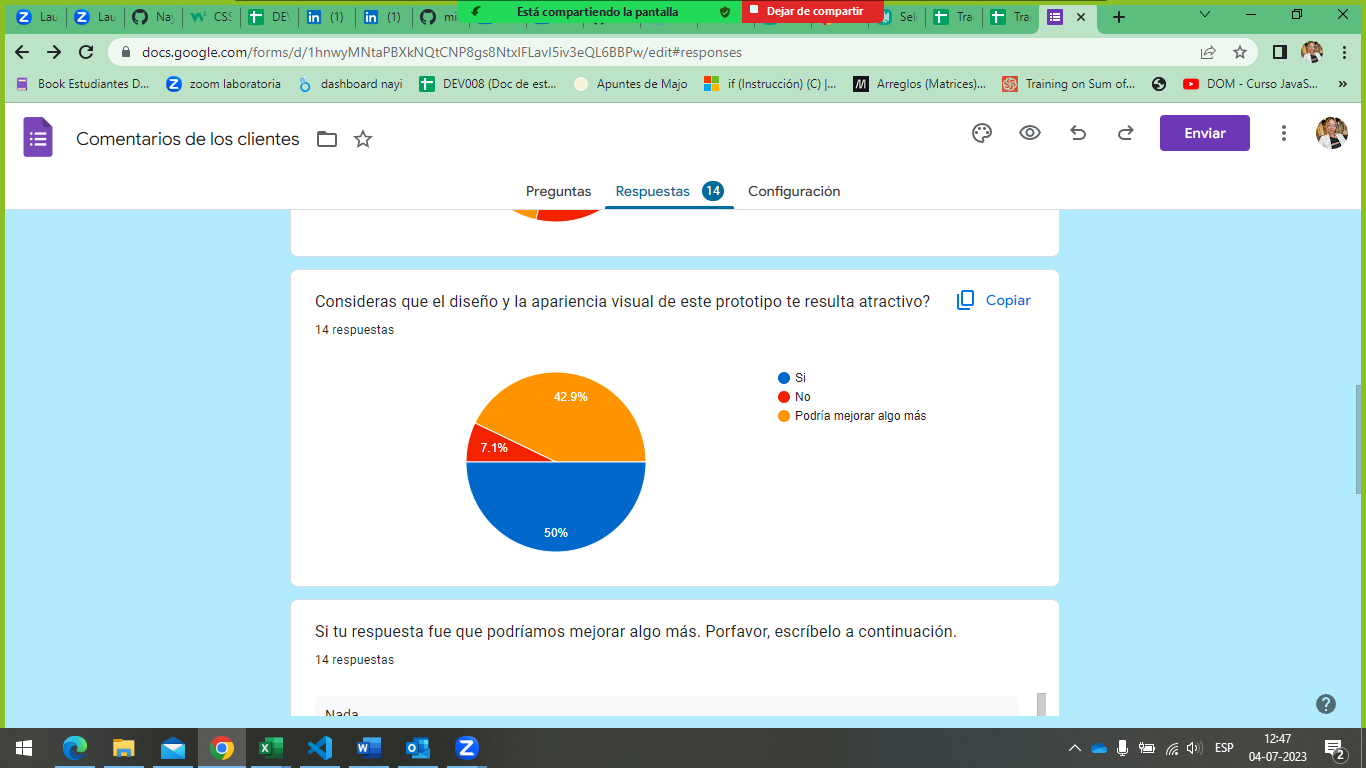 Está compartiendo la pantalla
Dejar de compartir
Lau
Lau
Nay
CSS
DEV
(1)
(1)
mi
Sele
Trac
Trac
docs.google.com/forms/d/1hnwyMNtaPBXkNQtCNP8gs8NtxIFLavI5iv3eQL6BBPw/edit#responses
Book Estudiantes D...
zoom laboratoria
dashboard nayi
DEV008 (Doc de est...
Apuntes de Majo
if (Instrucción) (C) |...
Arreglos (Matrices)...
Training on Sum of...
DOM - Curso JavaS...
»
Comentarios de los clientes
Enviar
Preguntas
Respuestas 14
Configuración
Consideras que el diseño y la apariencia visual de este prototipo te resulta atractivo?
Copiar
14 respuestas
Si
No
Podría mejorar algo más
42.9%
7.1%
50%
Si tu respuesta fue que podríamos mejorar algo más. Porfavor, escríbelo a continuación.
14 respuestas
Nada
ESP
12:47
04-07-2023
2